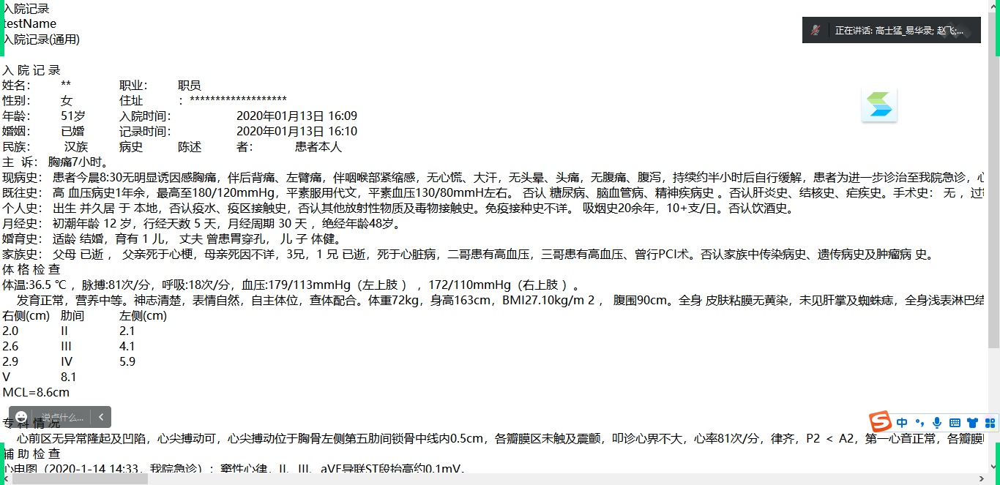 入院记录
testName
入院记录(通用)
正在讲话: 高士猛_易华录; 赵飞;...
入 院 记 录
姓名： ** 职业： 职员
性别： 女 住址 ：*******************
年龄： 51岁 入院时间： 2020年01月13日 16:09
婚姻： 已婚 记录时间： 2020年01月13日 16:10
民族： 汉族 病史 陈述 者： 患者本人
主 诉： 胸痛7小时。
现病史： 患者今晨8:30无明显诱因感胸痛，伴后背痛、左臂痛，伴咽喉部紧缩感，无心慌、大汗，无头晕、头痛，无腹痛、腹泻，持续约半小时后自行缓解，患者为进一步诊治至我院急诊，心
既往史： 高 血压病史1年余，最高至180/120mmHg，平素服用代文，平素血压130/80mmH左右。 否认 糖尿病、脑血管病、精神疾病史 。否认肝炎史、结核史、疟疾史。手术史： 无 ，过
个人史： 出生 并久居 于 本地，否认疫水、疫区接触史，否认其他放射性物质及毒物接触史。免疫接种史不详。 吸烟史20余年，10+支/日。否认饮酒史。
月经史： 初潮年龄 12 岁，行经天数 5 天，月经周期 30 天 ，绝经年龄48岁。
婚育史： 适龄 结婚，育有 1 儿， 丈夫 曾患胃穿孔， 儿 子 体健。
家族史： 父母 已逝 ， 父亲死于心梗，母亲死因不详，3兄，1 兄 已逝，死于心脏病，二哥患有高血压，三哥患有高血压、曾行PCI术。否认家族中传染病史、遗传病史及肿瘤病 史。
体 格 检 查
体温:36.5 ℃ ，脉搏:81次/分，呼吸:18次/分，血压:179/113mmHg（左上肢 ） ，172/110mmHg（右上肢 ）。
发育正常，营养中等。神志清楚，表情自然，自主体位，查体配合。体重72kg，身高163cm，BMI27.10kg/m 2 ， 腹围90cm。全身 皮肤粘膜无黄染，未见肝掌及蜘蛛痣，全身浅表淋巴结
右侧(cm) 肋间 左侧(cm)
2.0 II 2.1
2.6 III 4.1
2.9 IV 5.9
V 8.1
MCL=8.6cm
说点什么...
专 科 情 况
中
心前区无异常隆起及凹陷，心尖搏动可，心尖搏动位于胸骨左侧第五肋间锁骨中线内0.5cm，各瓣膜区未触及震颤，叩诊心界不大，心率81次/分，律齐，P2 < A2，第一心音正常，各瓣膜
辅 助 检 查
心电图（2020-1-14 14:33，我院急诊）：窦性心律，II、III、aVF导联ST段抬高约0.1mV。